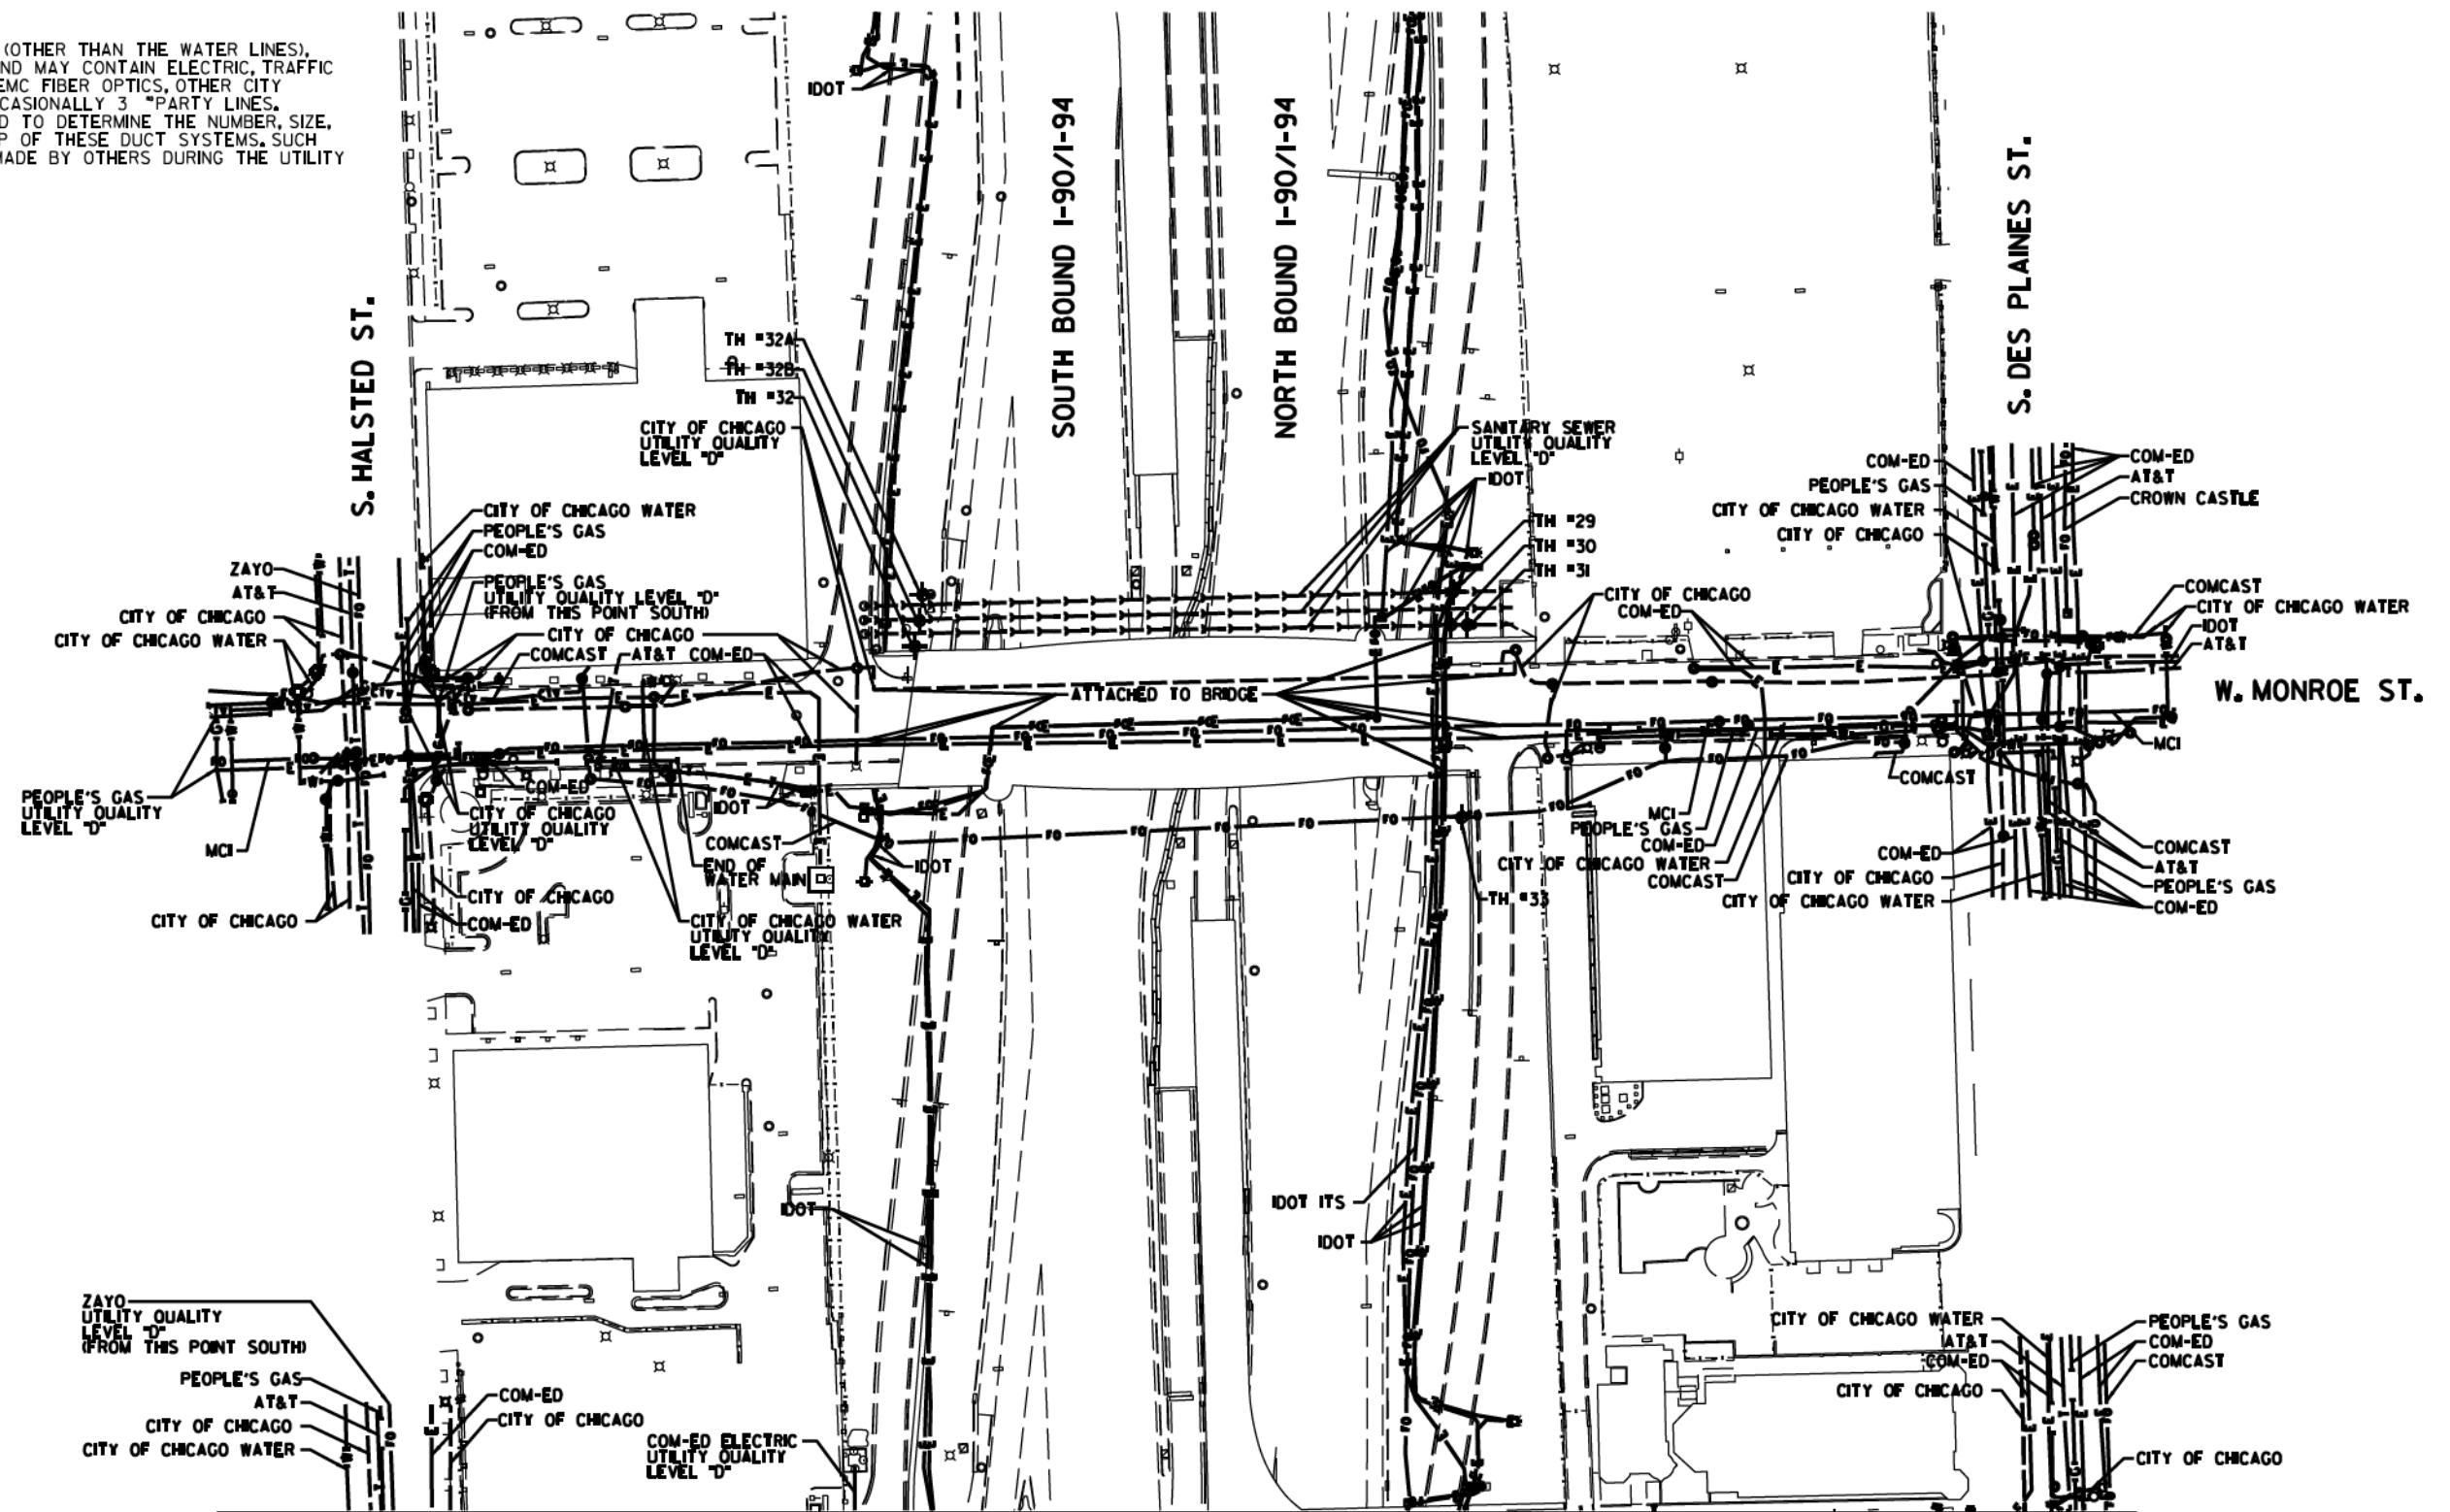 (OTHER THAN THE WATER LINES),
ND MAY CONTAIN ELECTRIC, TRAFFIC
EMC FIBER OPTICS, OTHER CITY
CASIONALLY 3 "PARTY LINES.
D TO DETERMINE THE NUMBER, SIZE,
P OF THESE DUCT SYSTEMS. SUCH
MADE BY OTHERS DURING THE UTILITY
IDOT
SOUTH BOUND I-90/I-94
NORTH BOUND I-90/I-94
S. HALSTED ST.
S. DES PLAINES ST.
W. MONROE ST.
TH "32A
TH "32B
TH "32
CITY OF CHICAGO
UTILITY QUALITY
LEVEL "D"
SANITARY SEWER
UTILITY QUALITY
LEVEL "D"
IDOT
TH "29
TH "30
TH "31
COM-ED
PEOPLE'S GAS
CITY OF CHICAGO WATER
CITY OF CHICAGO
COM-ED
AT&T
CROWN CASTLE
CITY OF CHICAGO WATER
PEOPLE'S GAS
COM-ED
PEOPLE'S GAS
UTILITY QUALITY LEVEL "D"
(FROM THIS POINT SOUTH)
CITY OF CHICAGO
COMCAST
AT&T
COM-ED
ZAYO
AT&T
CITY OF CHICAGO
CITY OF CHICAGO WATER
CITY OF CHICAGO
COM-ED
COMCAST
CITY OF CHICAGO WATER
IDOT
AT&T
ATTACHED TO BRIDGE
MCI
COMCAST
PEOPLE'S GAS
UTILITY QUALITY
LEVEL "D"
MCI
CITY OF CHICAGO
COM-ED
CITY OF CHICAGO
UTILITY QUALITY
LEVEL "D"
CITY OF CHICAGO
COM-ED
IDOT
COMCAST
END OF
WATER MAIN
IDOT
CITY OF CHICAGO WATER
UTILITY QUALITY
LEVEL "D"
MCI
PEOPLE'S GAS
COM-ED
CITY OF CHICAGO WATER
COMCAST
TH "33
COM-ED
CITY OF CHICAGO
CITY OF CHICAGO WATER
COMCAST
AT&T
PEOPLE'S GAS
COM-ED
IDOT
IDOT ITS
IDOT
ZAYO
UTILITY QUALITY
LEVEL "D"
(FROM THIS POINT SOUTH)
PEOPLE'S GAS
AT&T
CITY OF CHICAGO
CITY OF CHICAGO WATER
COM-ED
CITY OF CHICAGO
COM-ED ELECTRIC
UTILITY QUALITY
LEVEL "D"
CITY OF CHICAGO WATER
AT&T
COM-ED
CITY OF CHICAGO
PEOPLE'S GAS
COM-ED
COMCAST
CITY OF CHICAGO